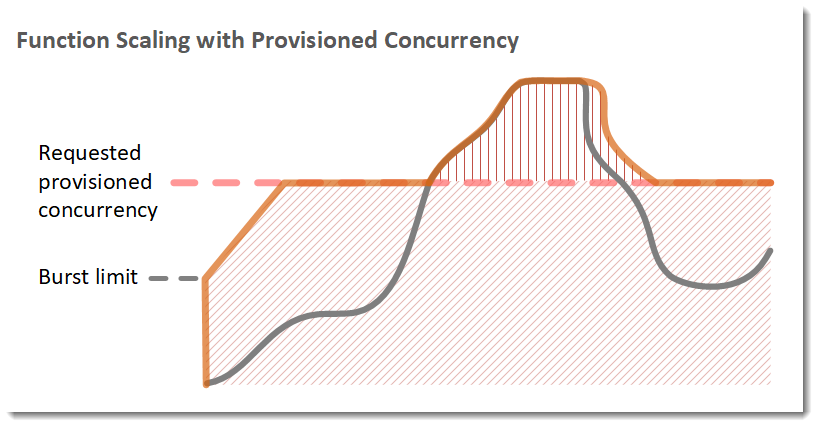 Function Scaling with Provisioned Concurrency
Requested
provisioned
concurrency
Burst limit